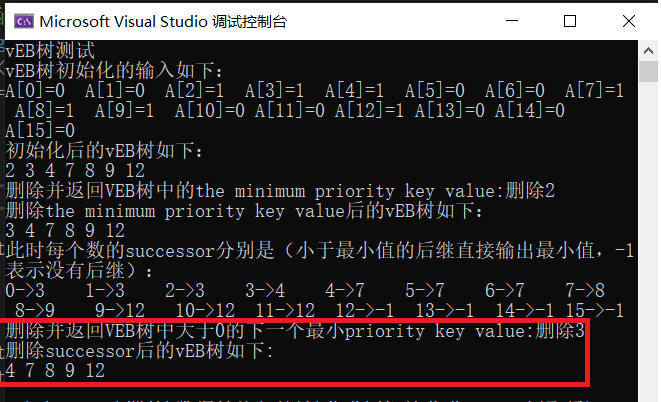 Microsoft Visual Studio 调试控制台
vEB树测试
vEB树初始化的输入如下：
A[0]=0 A[1]=0 A[2]=1 A[3]=1 A[4]=1 A[5]=0 A[6]=0 A[7]=1
A[8]=1 A[9]=1 A[10]=0 A[11]=0 A[12]=1 A[13]=0 A[14]=0
A[15]=0
初始化后的vEB树如下：
2 3 4 7 8 9 12
删除并返回VEB树中的the minimum priority key value:删除2
删除the minimum priority key value后的vEB树如下：
3 4 7 8 9 12
此时每个数的successor分别是（小于最小值的后继直接输出最小值，-1
表示没有后继）：
0->3 1->3 2->3 3->4 4->7 5->7 6->7 7->8
8->9 9->12 10->12 11->12 12->-1 13->-1 14->-1 15->-1
删除并返回VEB树中大于0的下一个最小priority key value:删除3
删除successor后的vEB树如下:
4 7 8 9 12